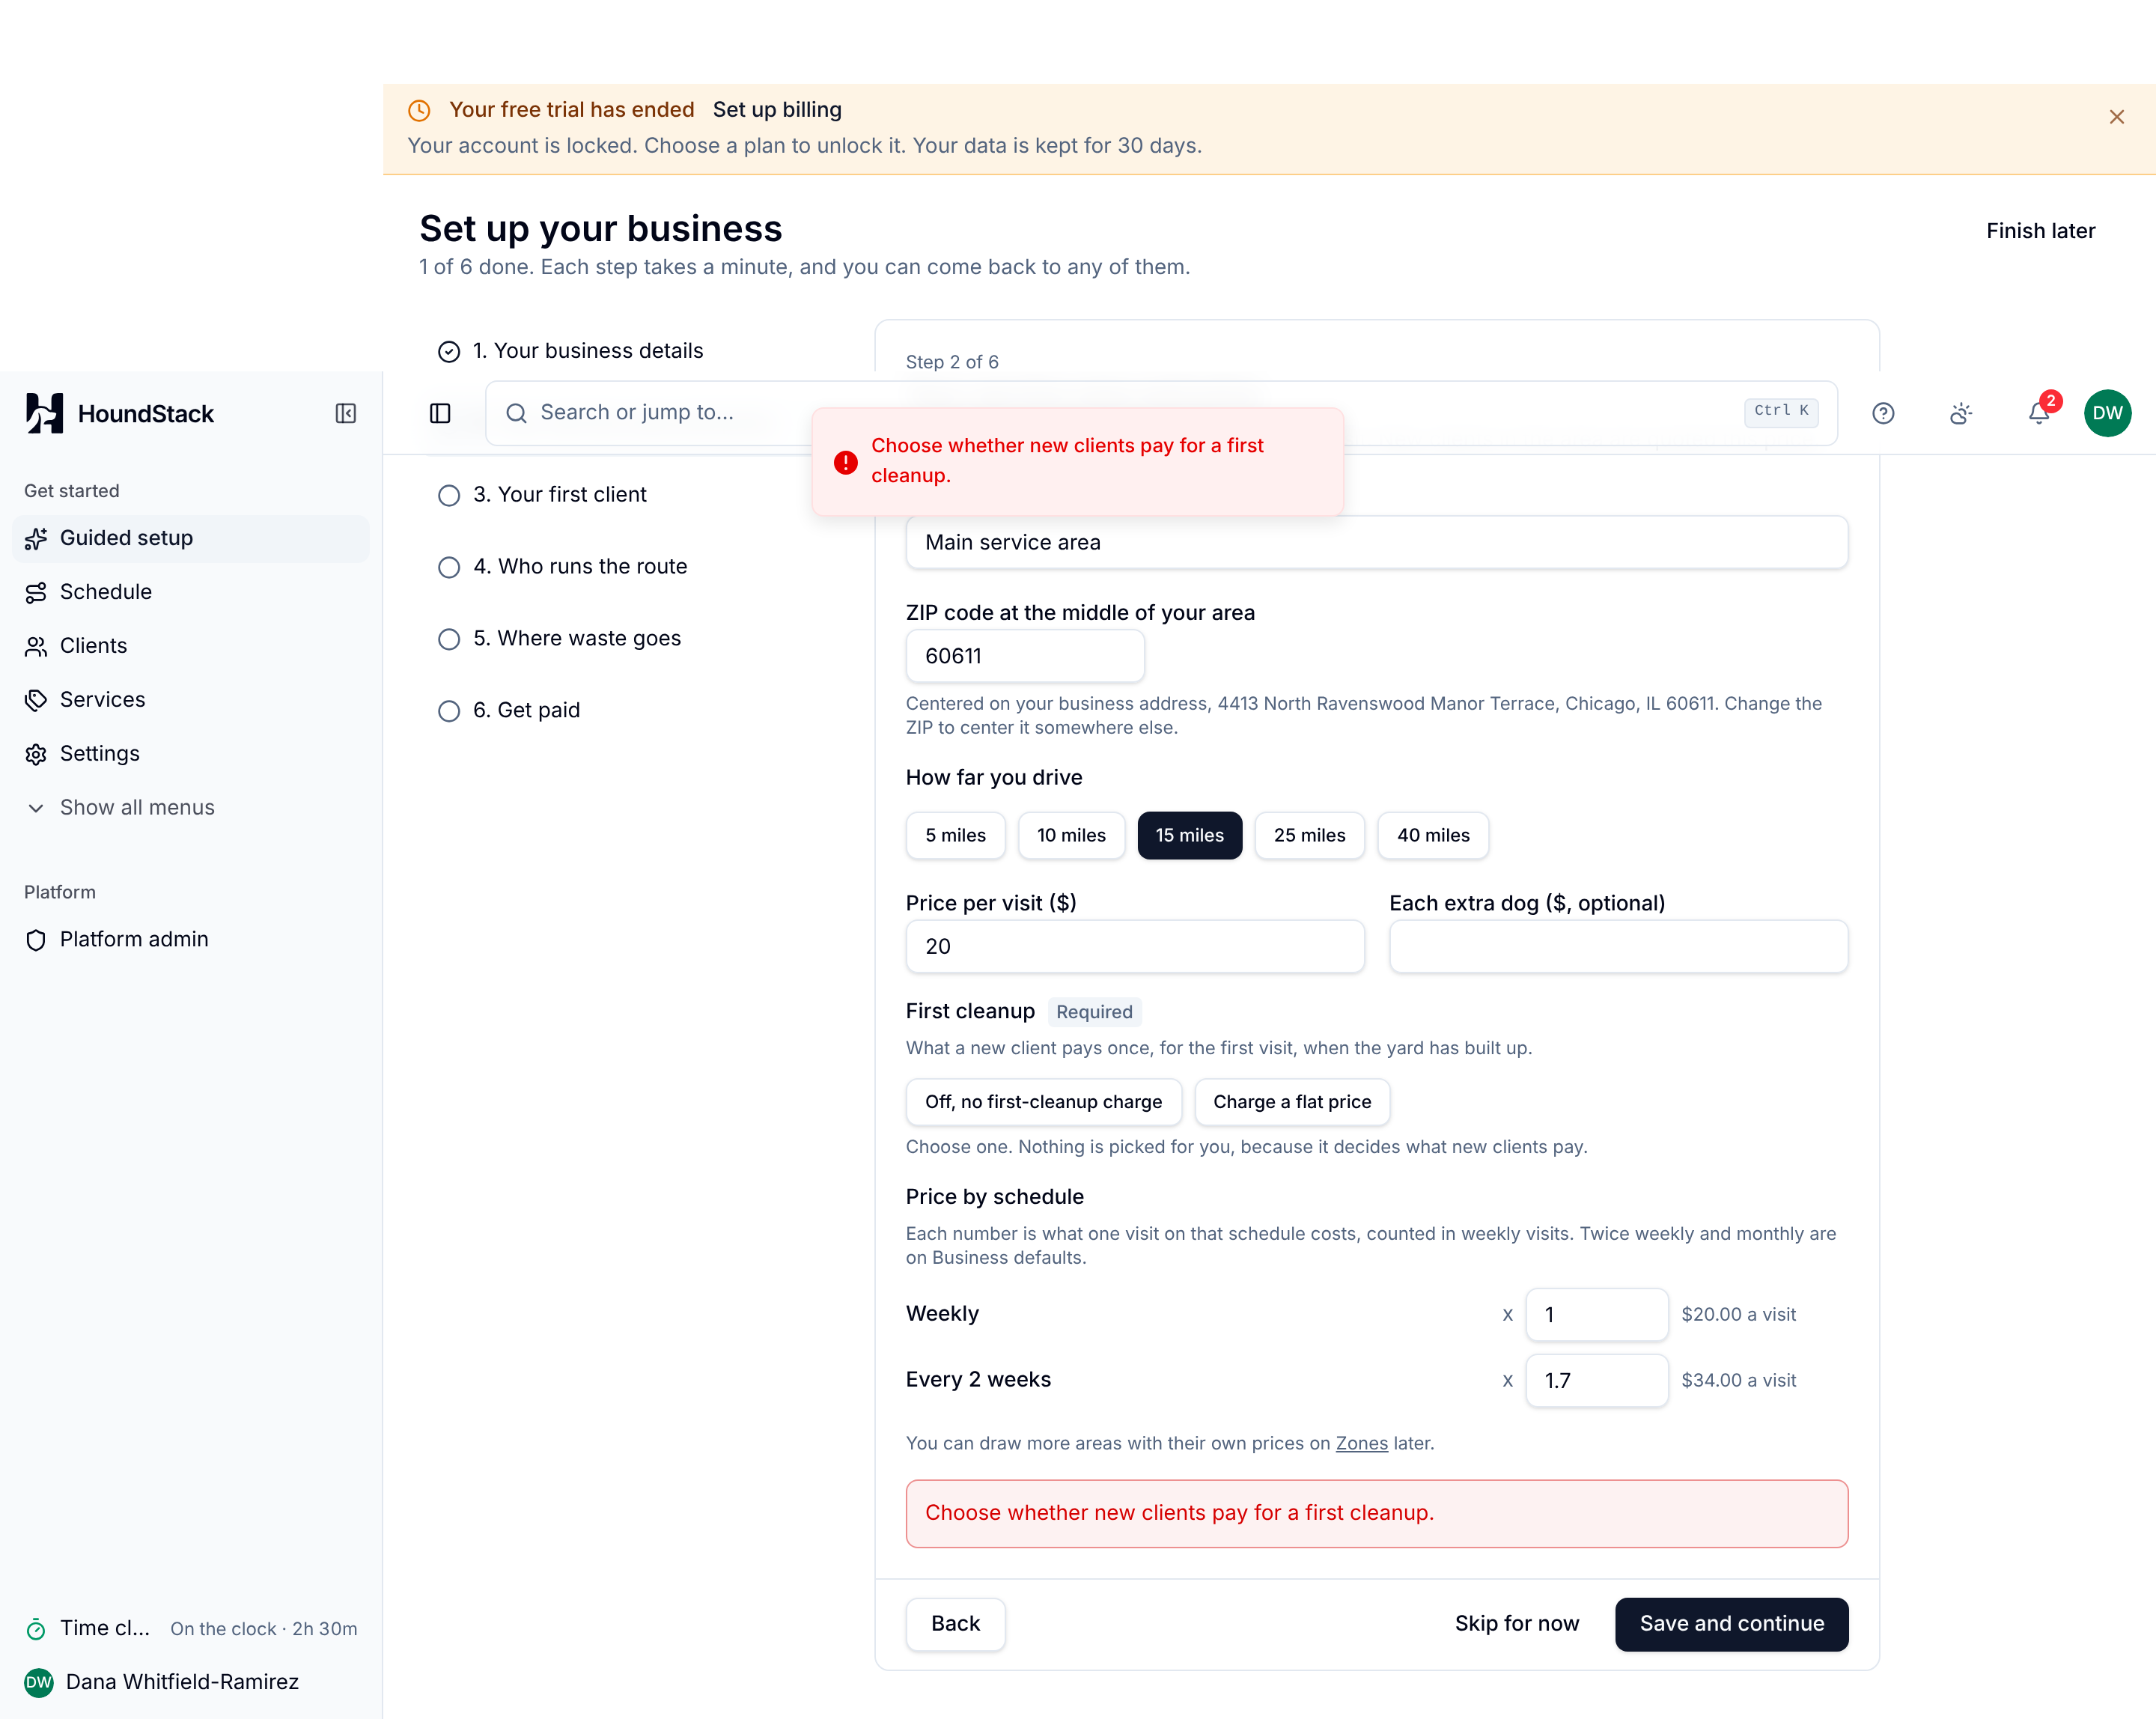 Your free trial has ended Set up billing
Your account is locked. Choose a plan to unlock it. Your data is kept for 30 days.
Set up your business
Finish later
1 of 6 done. Each step takes a minute, and you can come back to any of them.
1. Your business details
Step 2 of 6
HoundStack
Search or jump to...
Ctrl K
2
DW
Choose whether new clients pay for a first
cleanup.
Get started
Guided setup
Schedule
Clients
Services
Settings
Show all menus
Platform
Platform admin
3. Your first client
4. Who runs the route
5. Where waste goes
6. Get paid
Main service area
ZIP code at the middle of your area
60611
Centered on your business address, 4413 North Ravenswood Manor Terrace, Chicago, IL 60611. Change the
ZIP to center it somewhere else.
How far you drive
5 miles 10 miles 15 miles 25 miles 40 miles
Price per visit ($) Each extra dog ($, optional)
20
First cleanup Required
What a new client pays once, for the first visit, when the yard has built up.
Off, no first-cleanup charge Charge a flat price
Choose one. Nothing is picked for you, because it decides what new clients pay.
Price by schedule
Each number is what one visit on that schedule costs, counted in weekly visits. Twice weekly and monthly are
on Business defaults.
Weekly x 1 $20.00 a visit
Every 2 weeks x 1.7 $34.00 a visit
You can draw more areas with their own prices on Zones later.
Choose whether new clients pay for a first cleanup.
Back Skip for now Save and continue
Time cl... On the clock · 2h 30m
DW Dana Whitfield-Ramirez